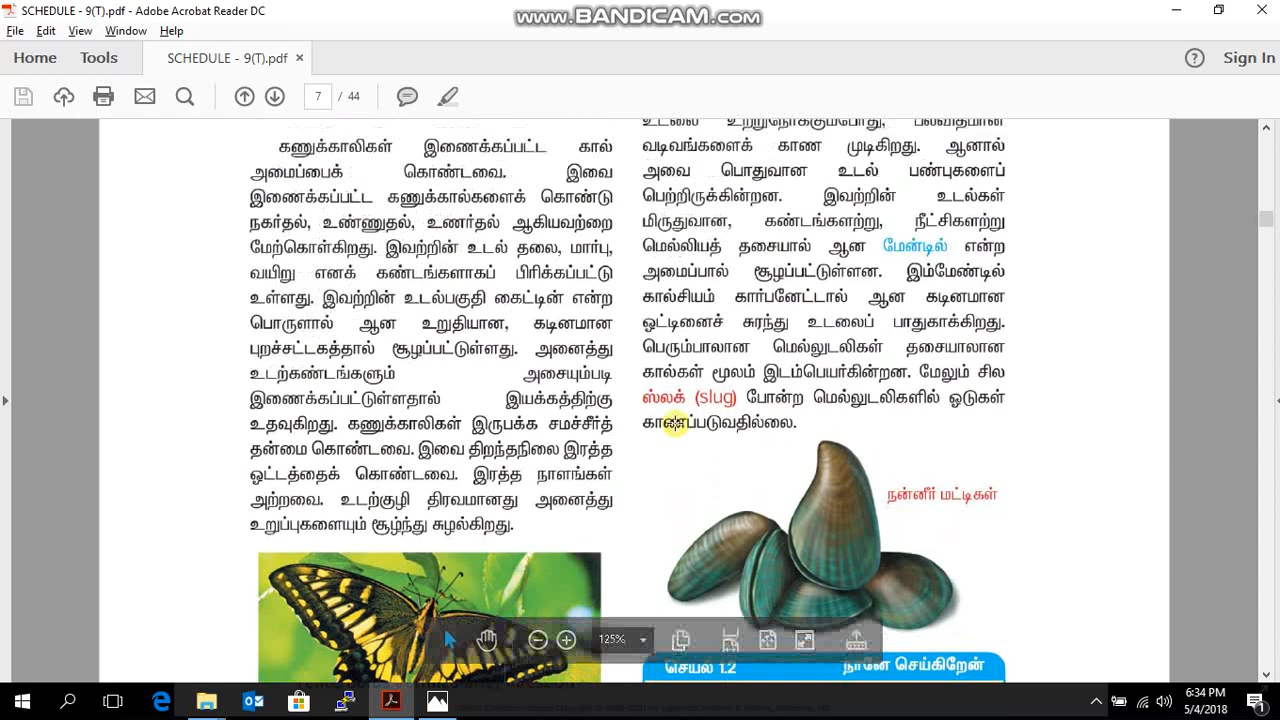 SCHEDULE - 9(T).pdf - Adobe Acrobat Reader DC
www.BANDICAM.com
File Edit View Window Help
Home Tools SCHEDULE - 9(T).pdf × Sign In
7 / 44
கணுக்காலிகள் இணைக்கப்பட்ட கால்
அமைப்பைக் கொண்டவை. இவை
இணைக்கப்பட்ட கணுக்கால்களைக் கொண்டு
நகர்தல், உண்ணுதல், உணர்தல் ஆகியவற்றை
மேற்கொள்கிறது. இவற்றின் உடல் தலை, மார்பு,
வயிறு எனக் கண்டங்களாகப் பிரிக்கப்பட்டு
உள்ளது. இவற்றின் உடல்பகுதி கைட்டின் என்ற
பொருளால் ஆன உறுதியான, கடினமான
புறச்சட்டகத்தால் சூழப்பட்டுள்ளது. அனைத்து
உடற்கண்டங்களும் அசையும்படி
இணைக்கப்பட்டுள்ளதால் இயக்கத்திற்கு
உதவுகிறது. கணுக்காலிகள் இருபக்க சமச்சீர்த்
தன்மை கொண்டவை. இவை திறந்தநிலை இரத்த
ஓட்டத்தைக் கொண்டவை. இரத்த நாளங்கள்
அற்றவை. உடற்குழி திரவமானது அனைத்து
உறுப்புகளையும் சூழ்ந்து சுழல்கிறது.
உடலை உற்றுநோக்கும்போது, பலவிதமான
வடிவங்களைக் காண முடிகிறது. ஆனால்
அவை பொதுவான உடல் பண்புகளைப்
பெற்றிருக்கின்றன. இவற்றின் உடல்கள்
மிருதுவான, கண்டங்களற்று, நீட்சிகளற்று
மெல்லியத் தசையால் ஆன மேன்டில் என்ற
அமைப்பால் சூழப்பட்டுள்ளன. இம்மேண்டில்
கால்சியம் கார்பனேட்டால் ஆன கடினமான
ஓட்டினைச் சுரந்து உடலைப் பாதுகாக்கிறது.
பெரும்பாலான மெல்லுடலிகள் தசையாலான
கால்கள் மூலம் இடம்பெயர்கின்றன. மேலும் சில
ஸ்லக் (slug) போன்ற மெல்லுடலிகளில் ஓடுகள்
காணப்படுவதில்லை.
நன்னீர் மட்டிகள்
125%
செயல் 1.2 நானே செய்கிறேன்
6:34 PM
5/4/2018